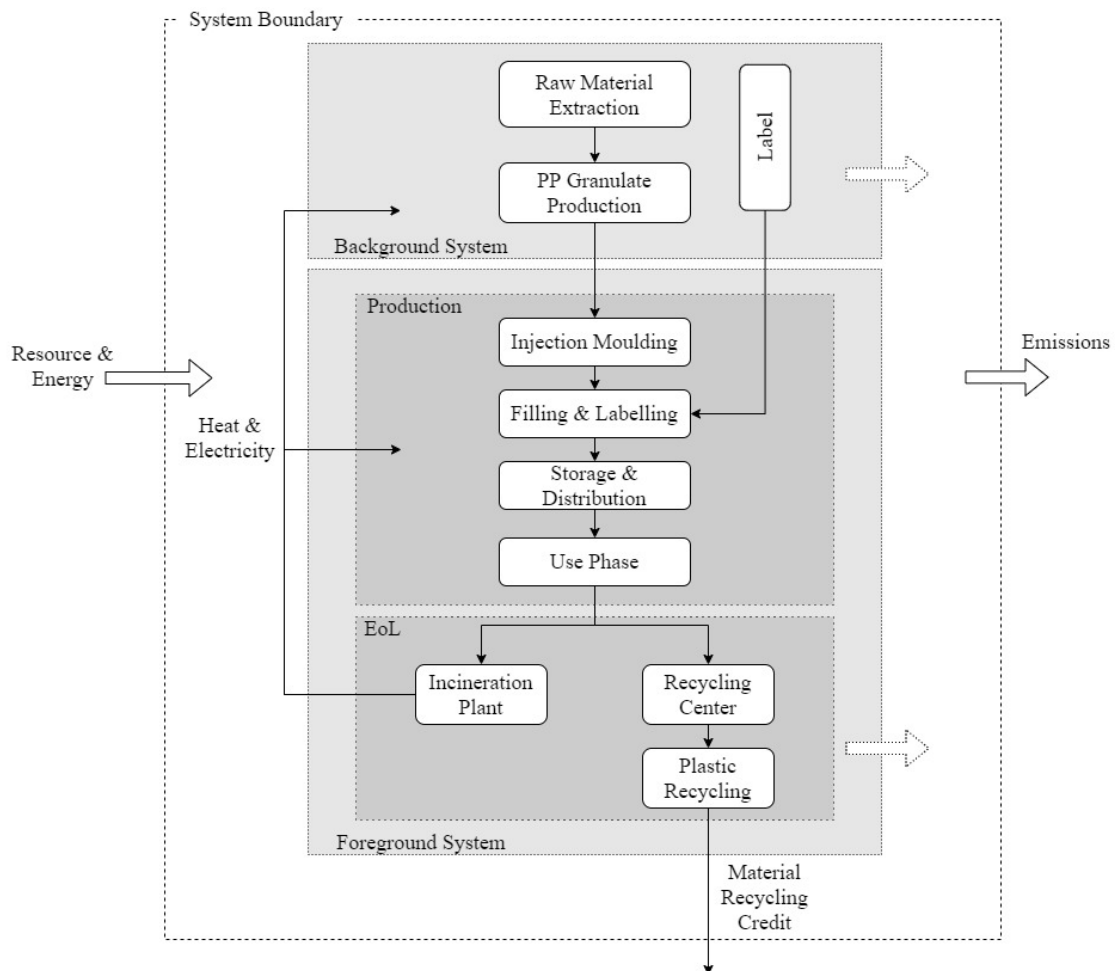 System Boundary
Raw Material
Extraction
Label
PP Granulate
Production
Background System
Production
Injection Moulding
Resource &
Energy
Emissions
Filling & Labelling
Heat &
Electricity
Storage &
Distribution
Use Phase
EoL
Incineration
Plant
Recycling
Center
Plastic
Recycling
Foreground System
Material
Recycling
Credit